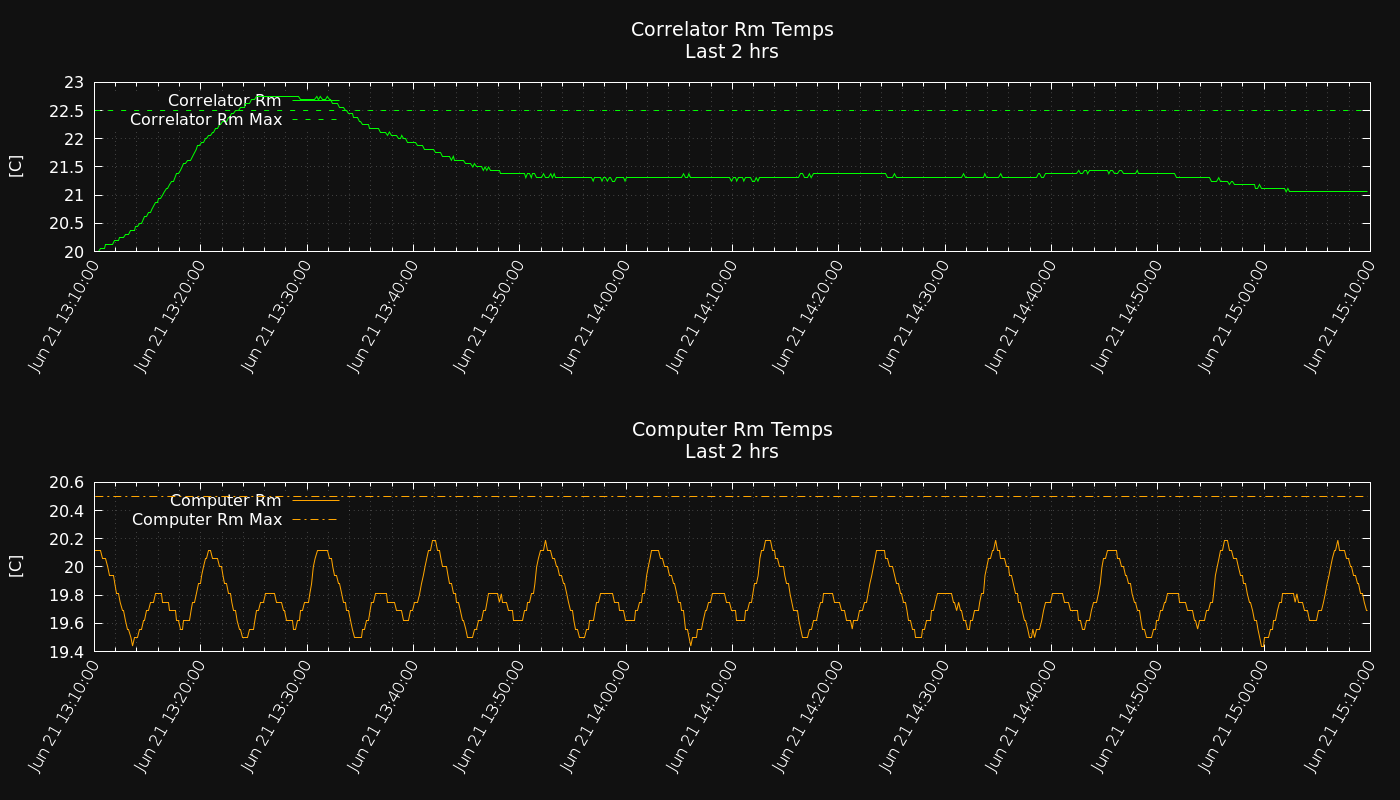 Correlator Rm Temps
Last 2 hrs
Correlator Rm
Correlator Rm Max
[C]
23
22.5
22
21.5
21
20.5
20
Jun 21 13:10:00
Jun 21 13:20:00
Jun 21 13:30:00
Jun 21 13:40:00
Jun 21 13:50:00
Jun 21 14:00:00
Jun 21 14:10:00
Jun 21 14:20:00
Jun 21 14:30:00
Jun 21 14:40:00
Jun 21 14:50:00
Jun 21 15:00:00
Jun 21 15:10:00
Computer Rm Temps
Last 2 hrs
Computer Rm
Computer Rm Max
[C]
20.6
20.4
20.2
20
19.8
19.6
19.4
Jun 21 13:10:00
Jun 21 13:20:00
Jun 21 13:30:00
Jun 21 13:40:00
Jun 21 13:50:00
Jun 21 14:00:00
Jun 21 14:10:00
Jun 21 14:20:00
Jun 21 14:30:00
Jun 21 14:40:00
Jun 21 14:50:00
Jun 21 15:00:00
Jun 21 15:10:00